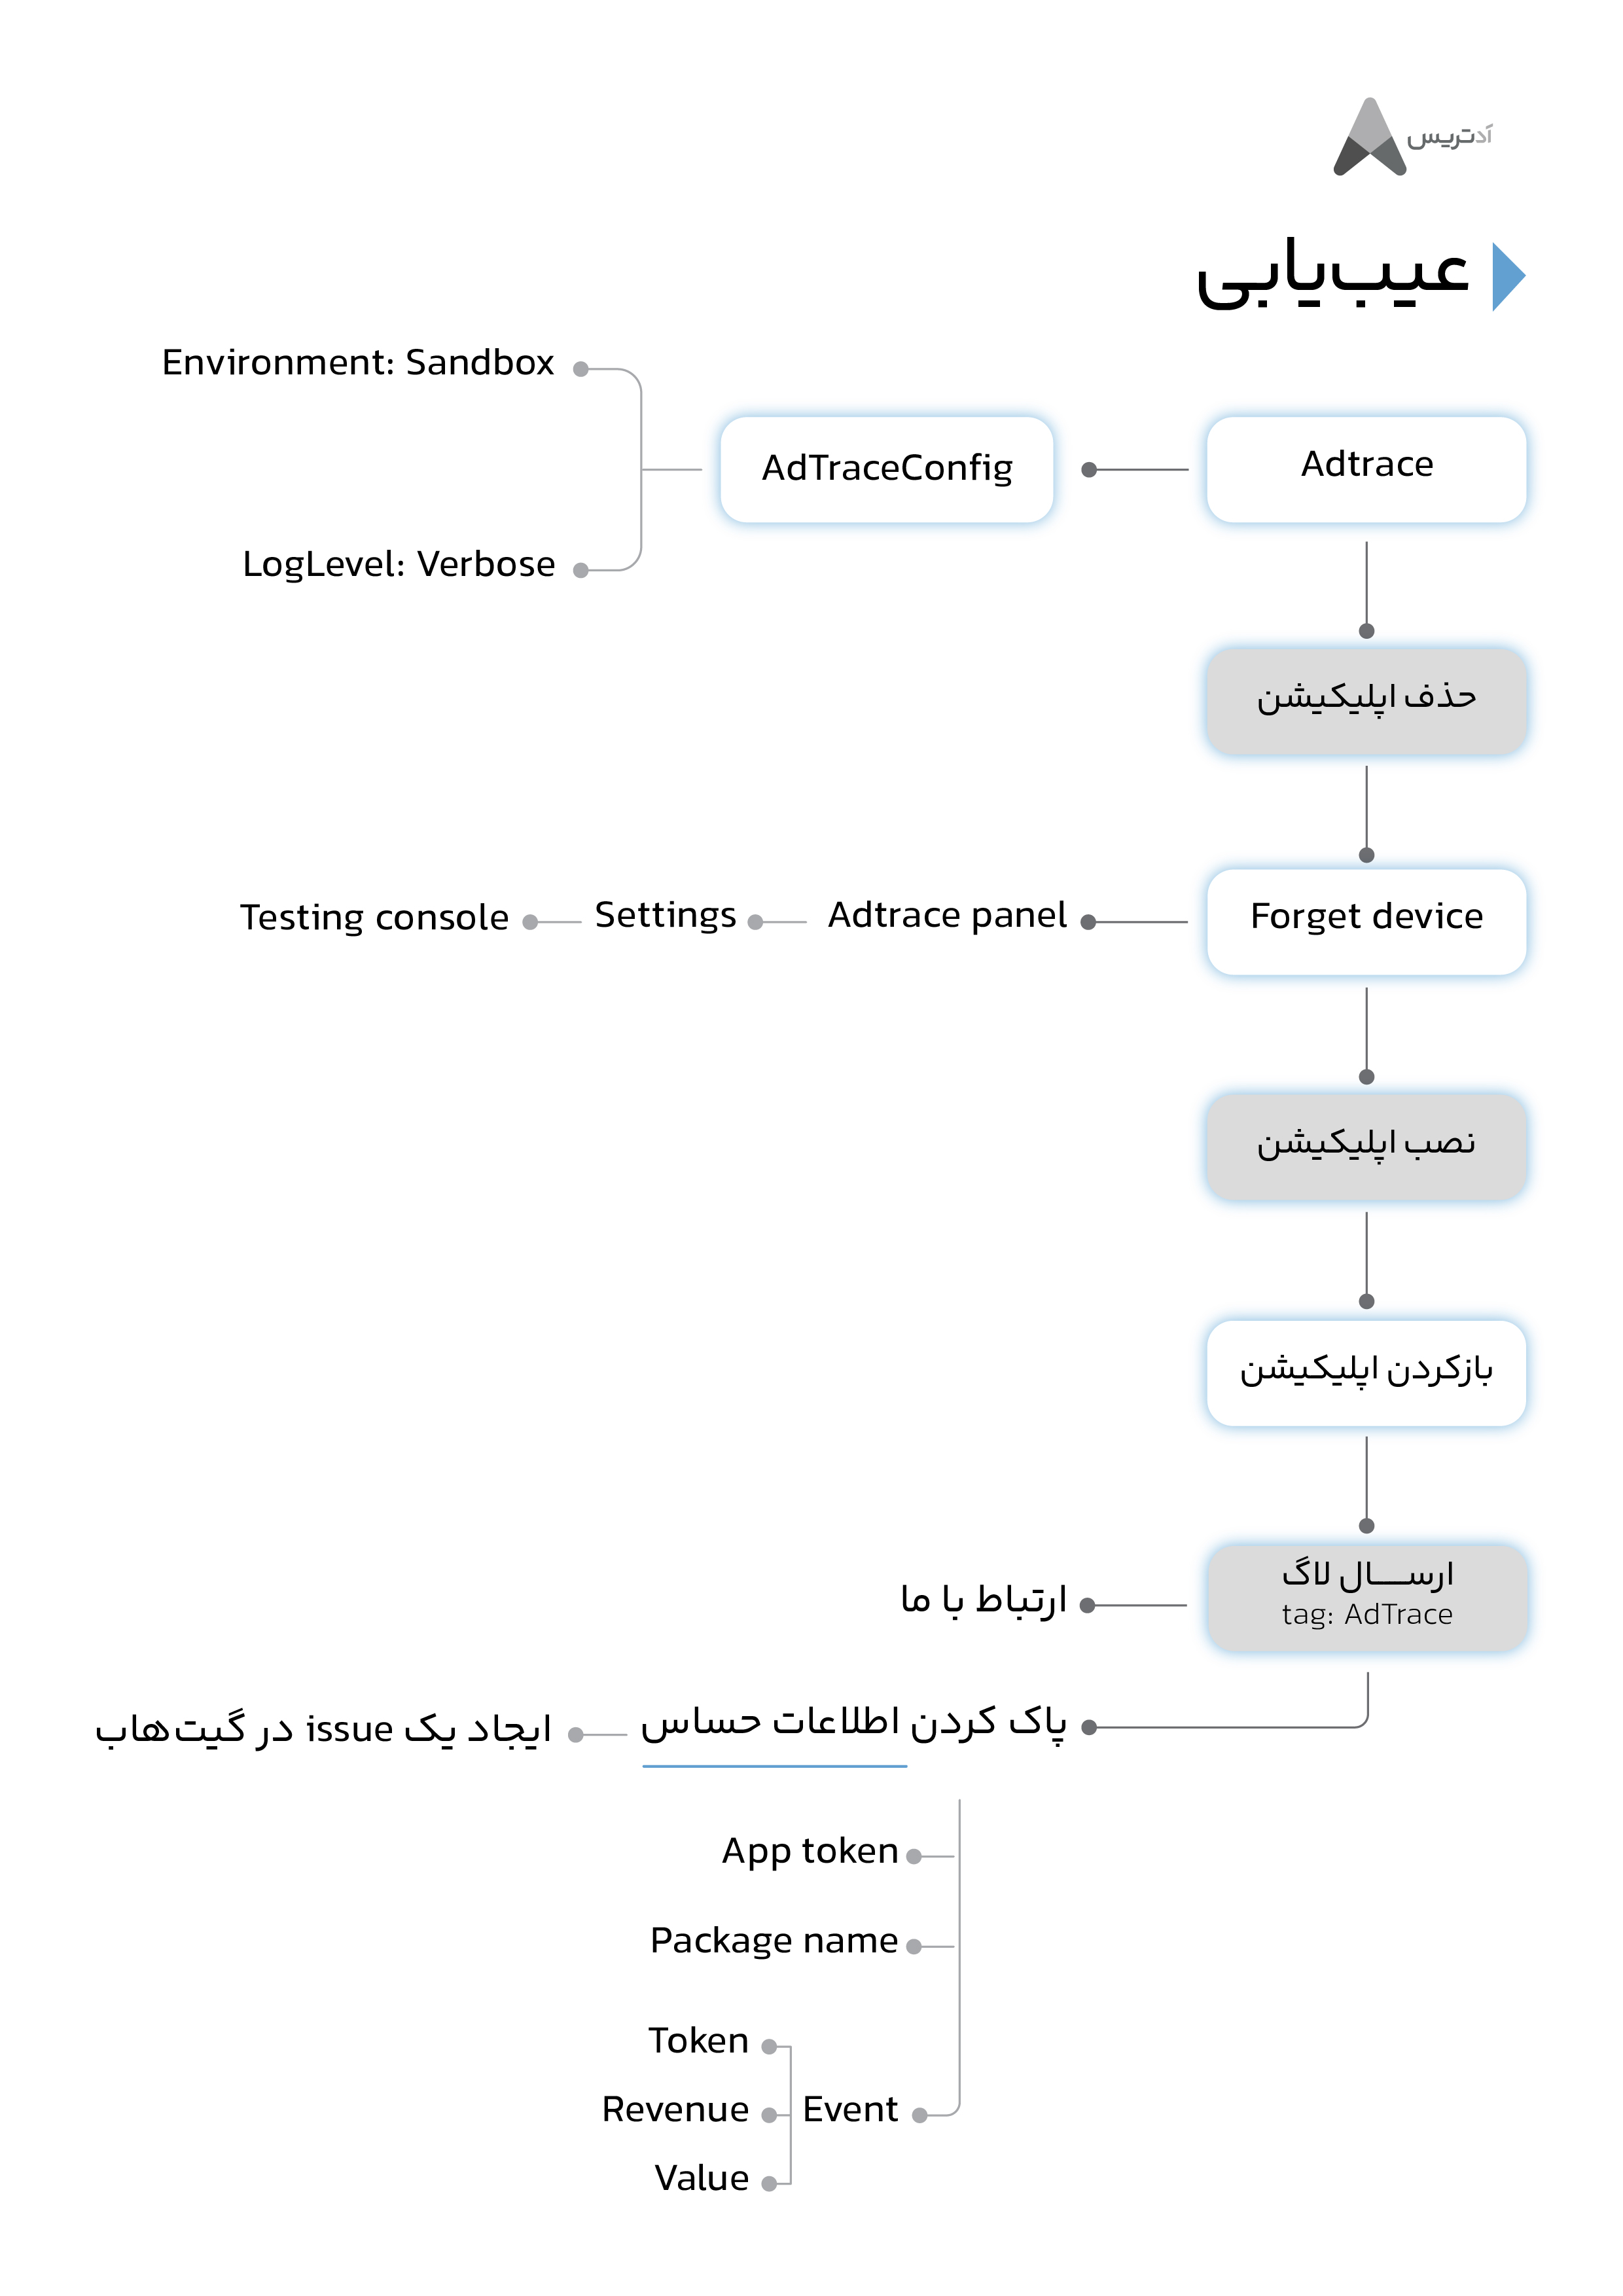 آدتریس
عیب‌یابی
Adtrace
AdTraceConfig
Environment: Sandbox
LogLevel: Verbose
حذف اپلیکیشن
Forget device
Adtrace panel
Settings
Testing console
نصب اپلیکیشن
بازکردن اپلیکیشن
ارســـال لاگ
tag: AdTrace
ارتباط با ما
پاک کردن اطلاعات حساس
ایجاد یک issue در گیت‌هاب
App token
Package name
Event
Token
Revenue
Value